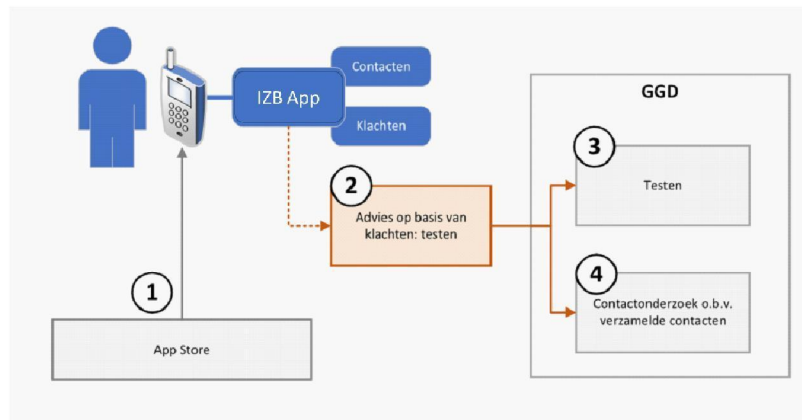 Contacten
IZB App
Klachten
GGD
3
Testen
2
Advies op basis van
klachten: testen
4
Contactonderzoek o.b.v.
verzamelde contacten
1
App Store